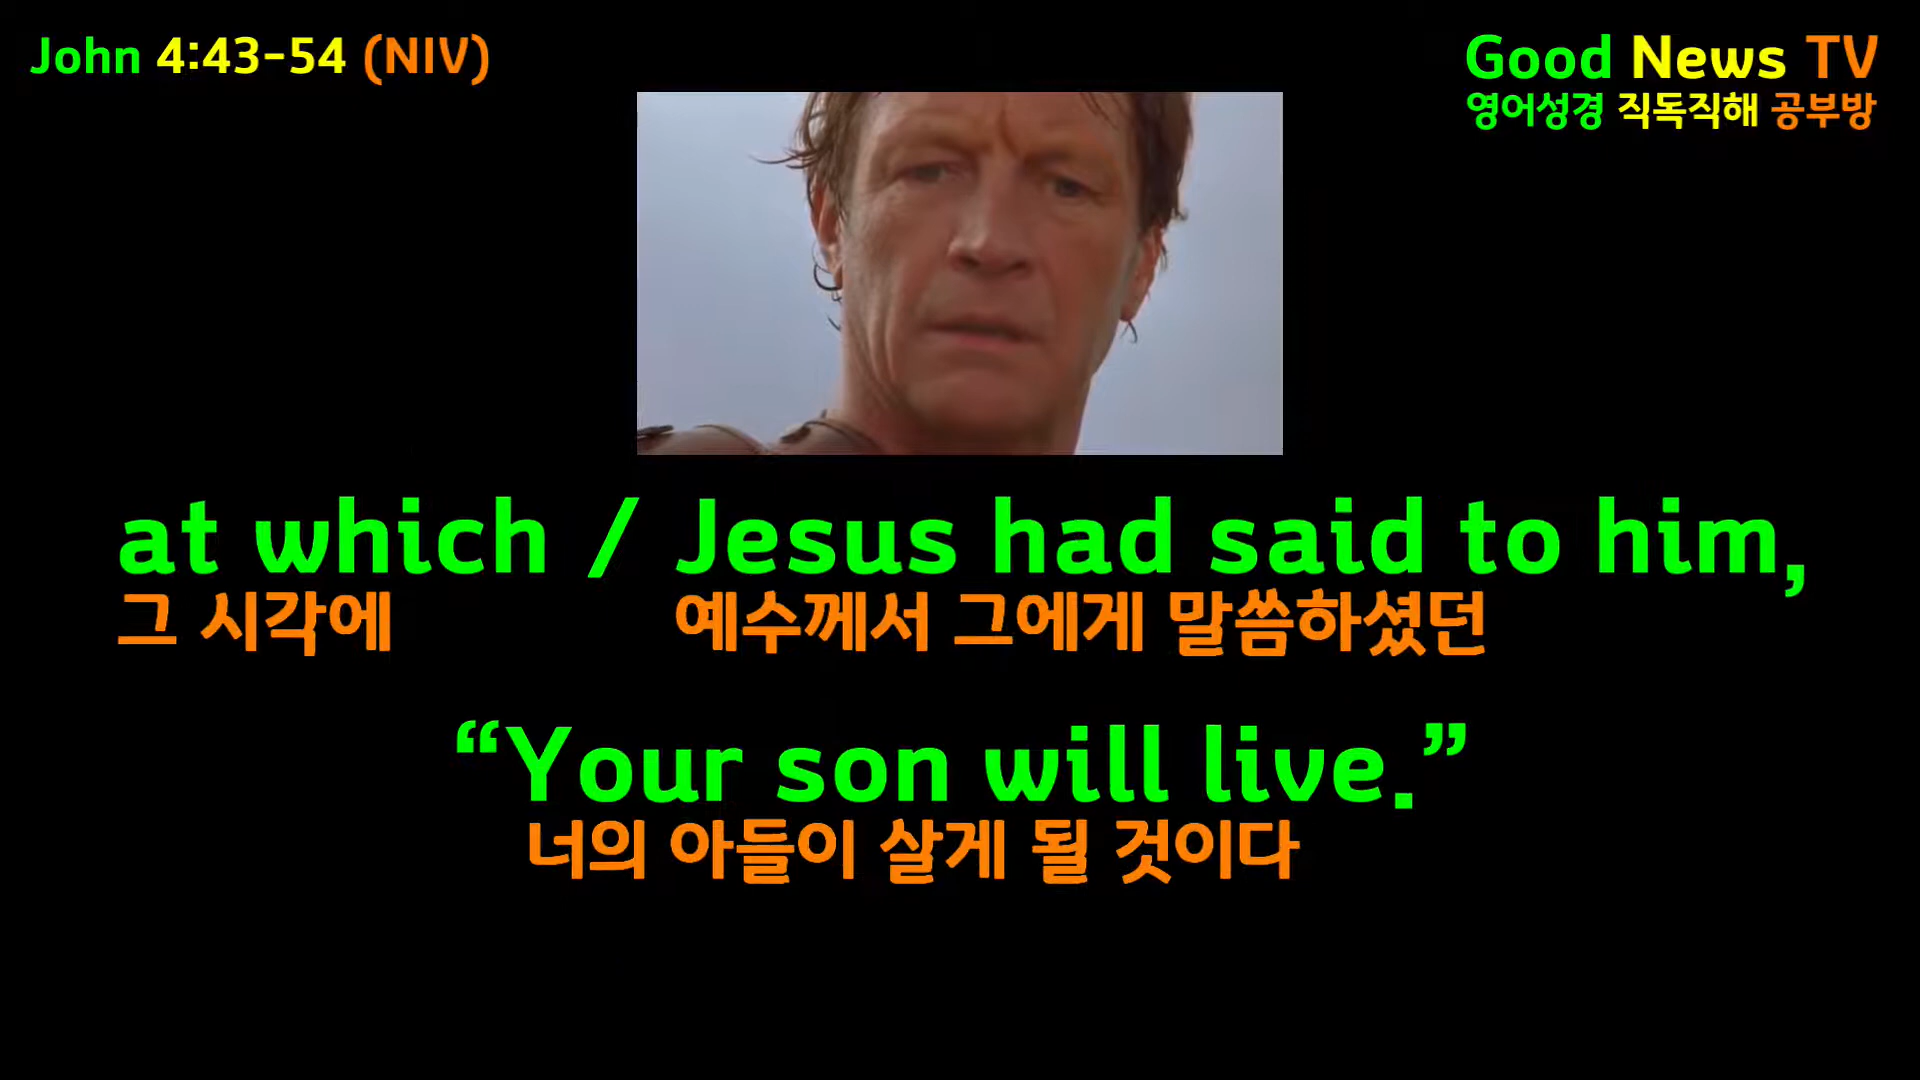 John 4:43-54 (NIV)
Good News TV
영어성경 직독직해 공부방
at which / Jesus had said to him,
그 시각에 예수께서 그에게 말씀하셨던
“Your son will live.”
너의 아들이 살게 될 것이다